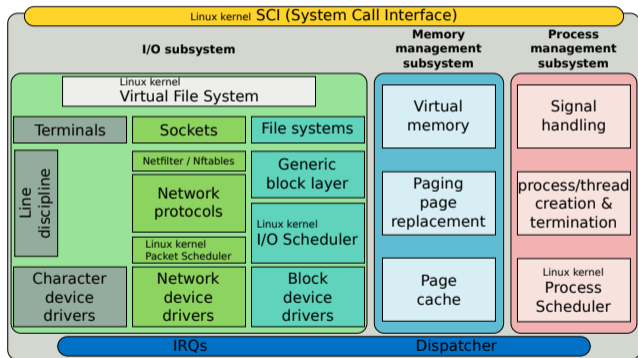 Linux kernel SCI (System Call Interface)
I/O subsystem
Memory
management
subsystem
Process
management
subsystem
Linux kernel
Virtual File System
Terminals
Sockets
File systems
Line
discipline
Netfilter / Nftables
Network
protocols
Linux kernel
Packet Scheduler
Generic
block layer
Linux kernel
I/O Scheduler
Character
device
drivers
Network
device
drivers
Block
device
drivers
Virtual
memory
Paging
page
replacement
Page
cache
Signal
handling
process/thread
creation &
termination
Linux kernel
Process
Scheduler
IRQs
Dispatcher